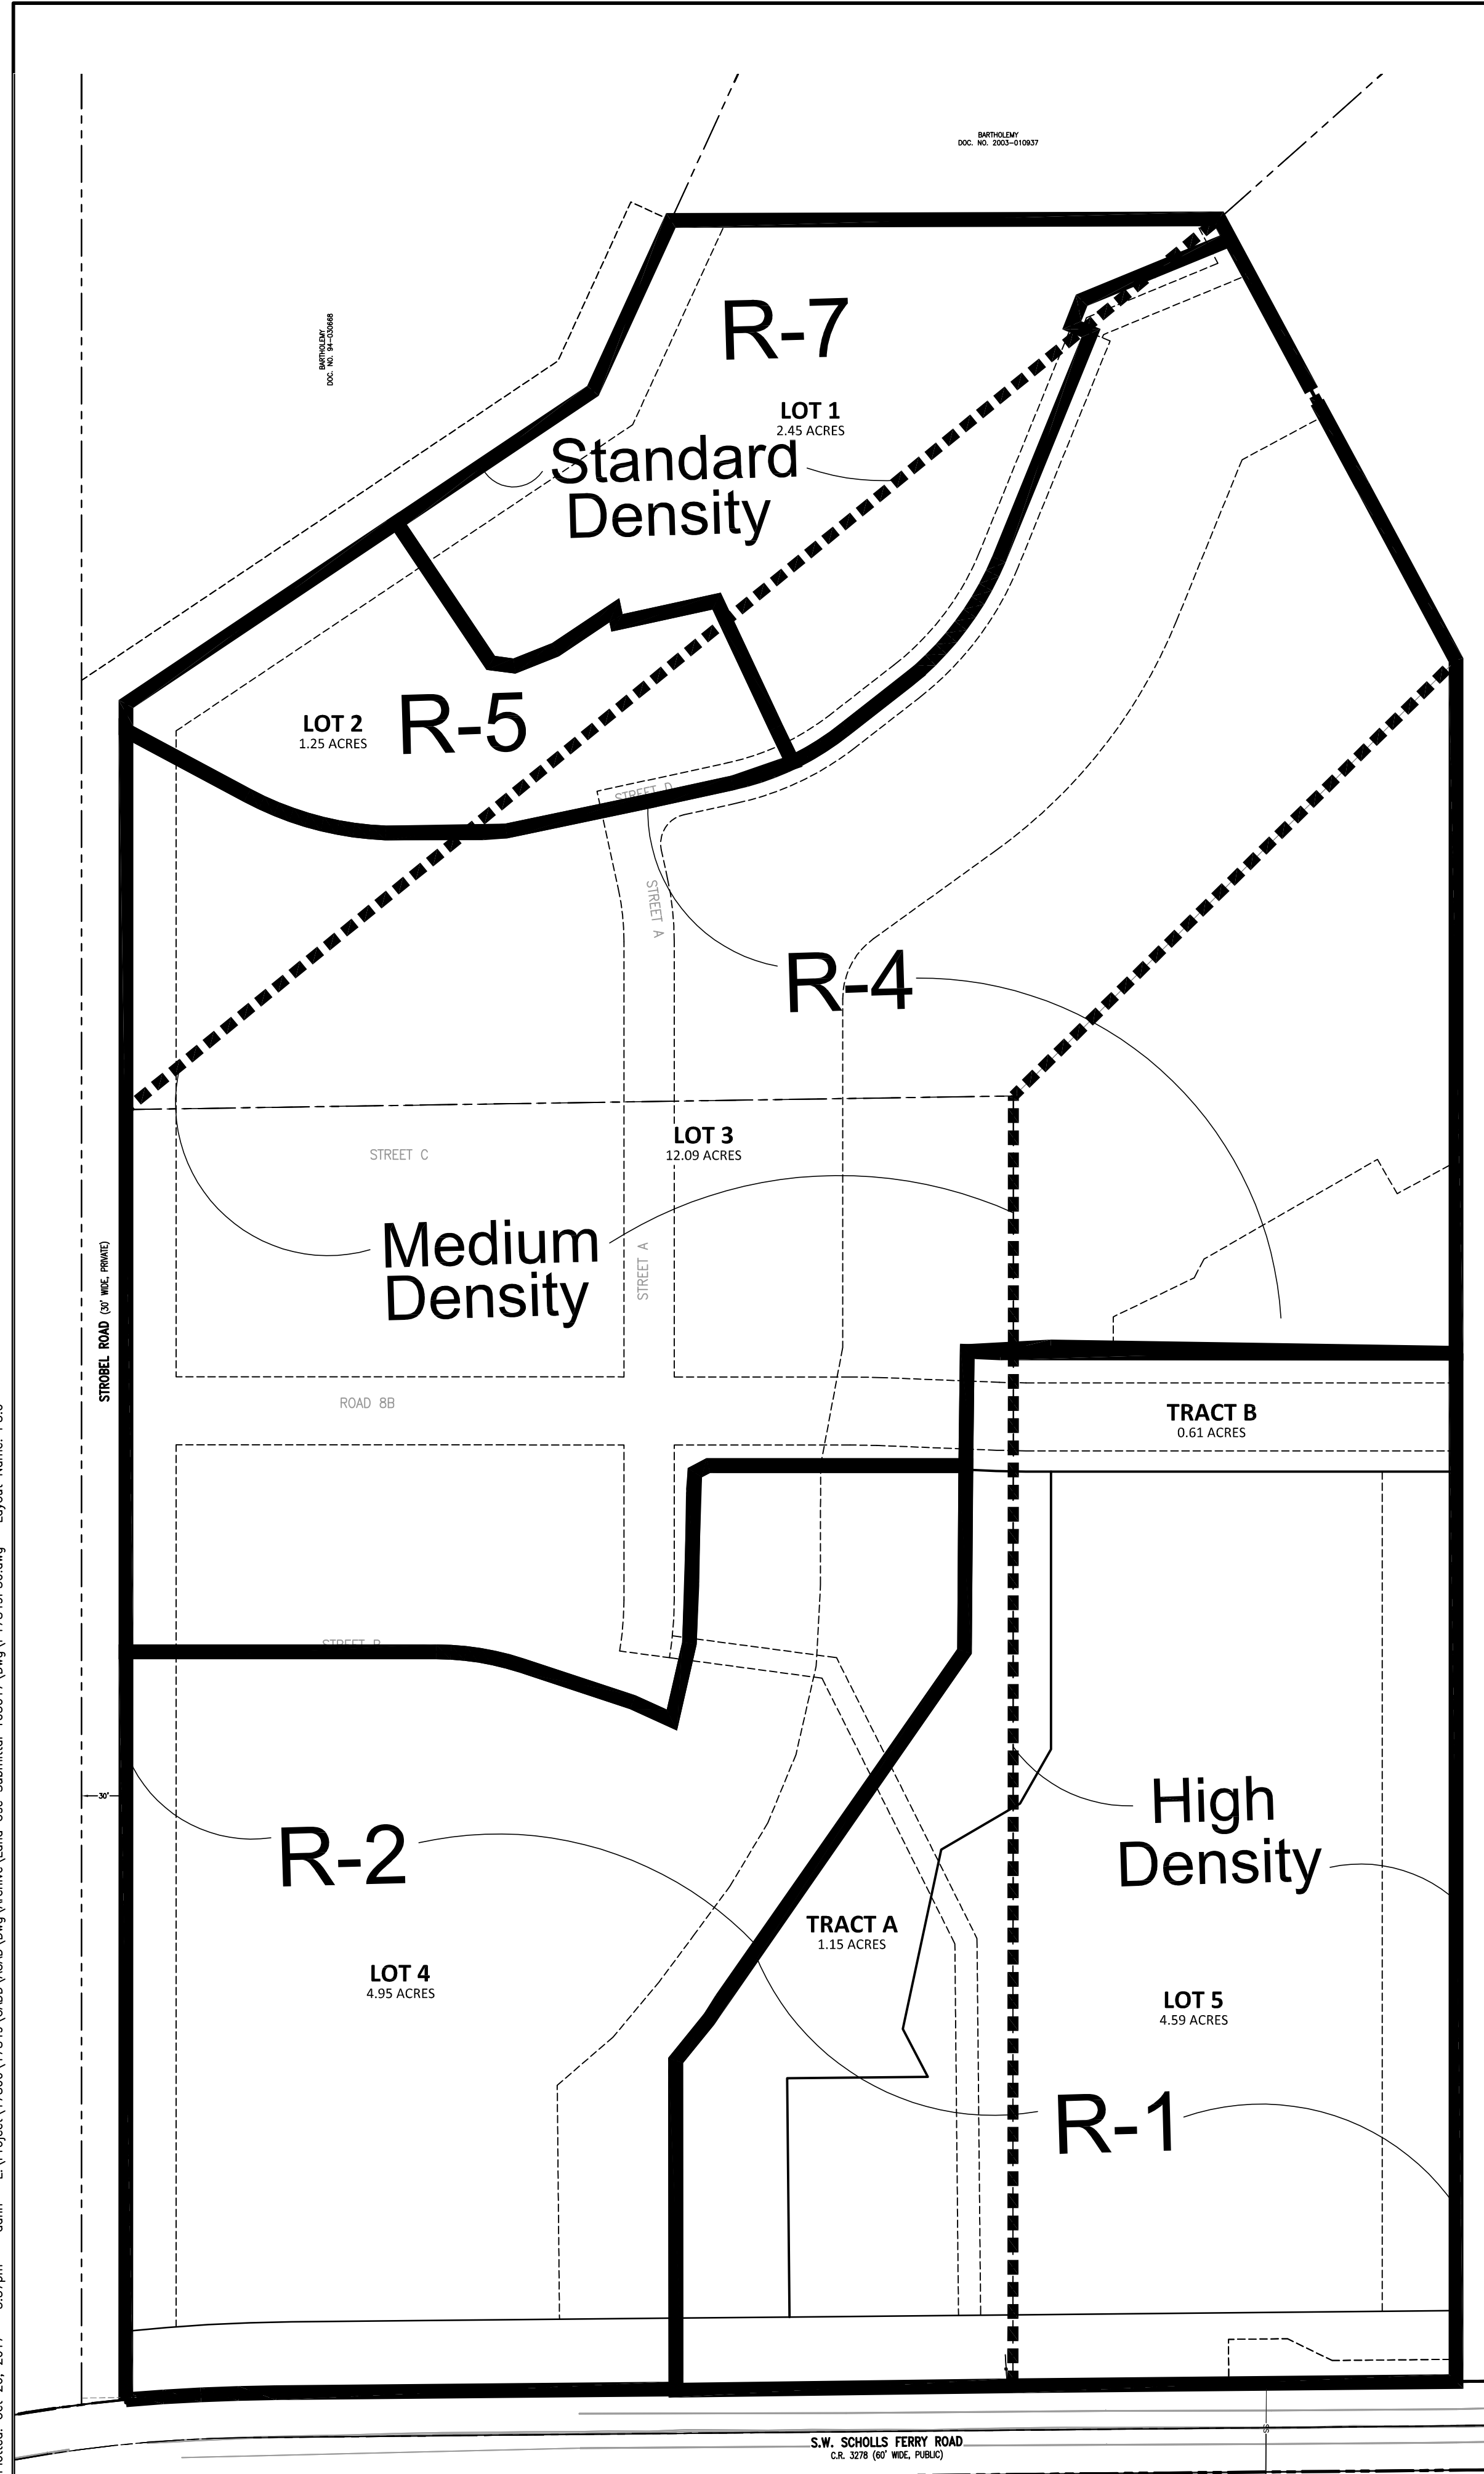 BARTHOLEMY
DOC. NO. 2003-010937
BARTHOLEMY
DOC. NO. 94-030668
R-7
LOT 1
2.45 ACRES
Standard
Density
LOT 2
1.25 ACRES
R-5
STREET D
STREET A
R-4
LOT 3
12.09 ACRES
STREET C
Medium
Density
STREET A
STROBEL ROAD (30' WIDE, PRIVATE)
ROAD 8B
TRACT B
0.61 ACRES
STREET B
30'
High
Density
R-2
TRACT A
1.15 ACRES
LOT 4
4.95 ACRES
LOT 5
4.59 ACRES
R-1
S.W. SCHOLLS FERRY ROAD
C.R. 3278 (60' WIDE, PUBLIC)
SS